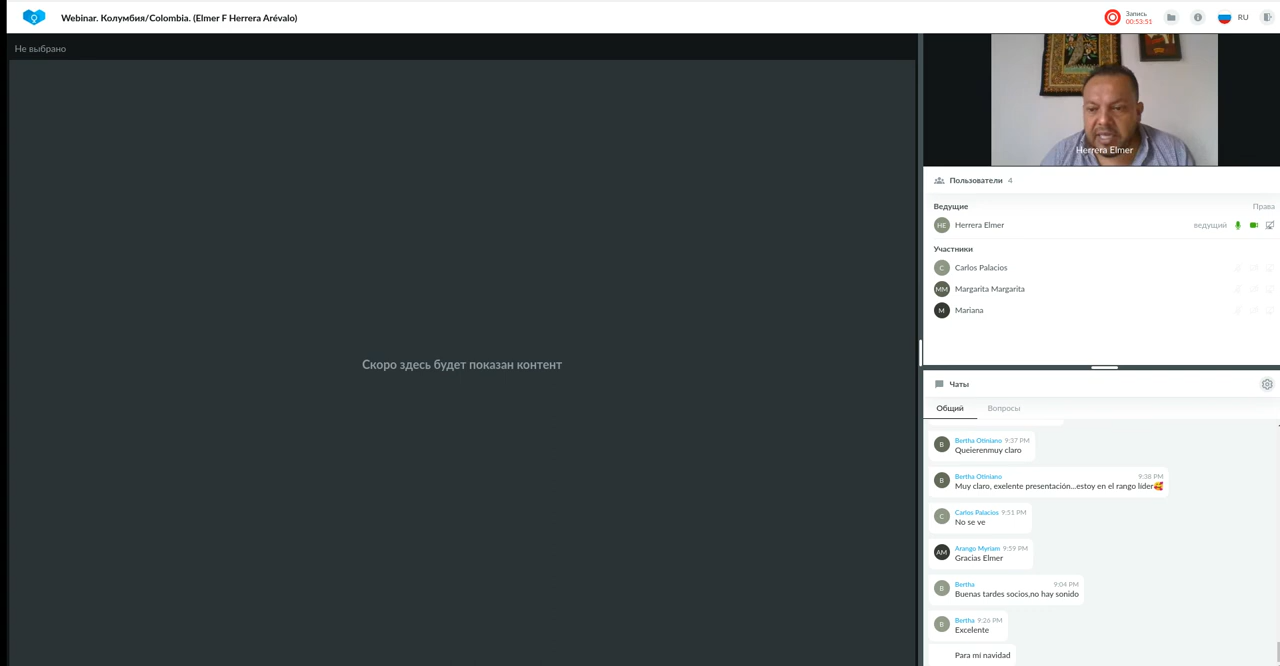 Webinar. Колумбия/Colombia. (Elmer F Herrera Arévalo)
Запись
00:53:51
RU
Не выбрано
Скоро здесь будет показан контент
Herrera Elmer
Пользователи 4
Ведущие Права
HE Herrera Elmer ведущий
Участники
C Carlos Palacios
MM Margarita Margarita
M Mariana
Чаты
Общий Вопросы
B Bertha Otiniano 9:37 PM
Queierenmuy claro
B Bertha Otiniano 9:38 PM
Muy claro, exelente presentación...estoy en el rango líder🥰
C Carlos Palacios 9:51 PM
No se ve
AM Arango Myriam 9:59 PM
Gracias Elmer
B Bertha 9:04 PM
Buenas tardes socios,no hay sonido
B Bertha 9:26 PM
Excelente
Para mí navidad